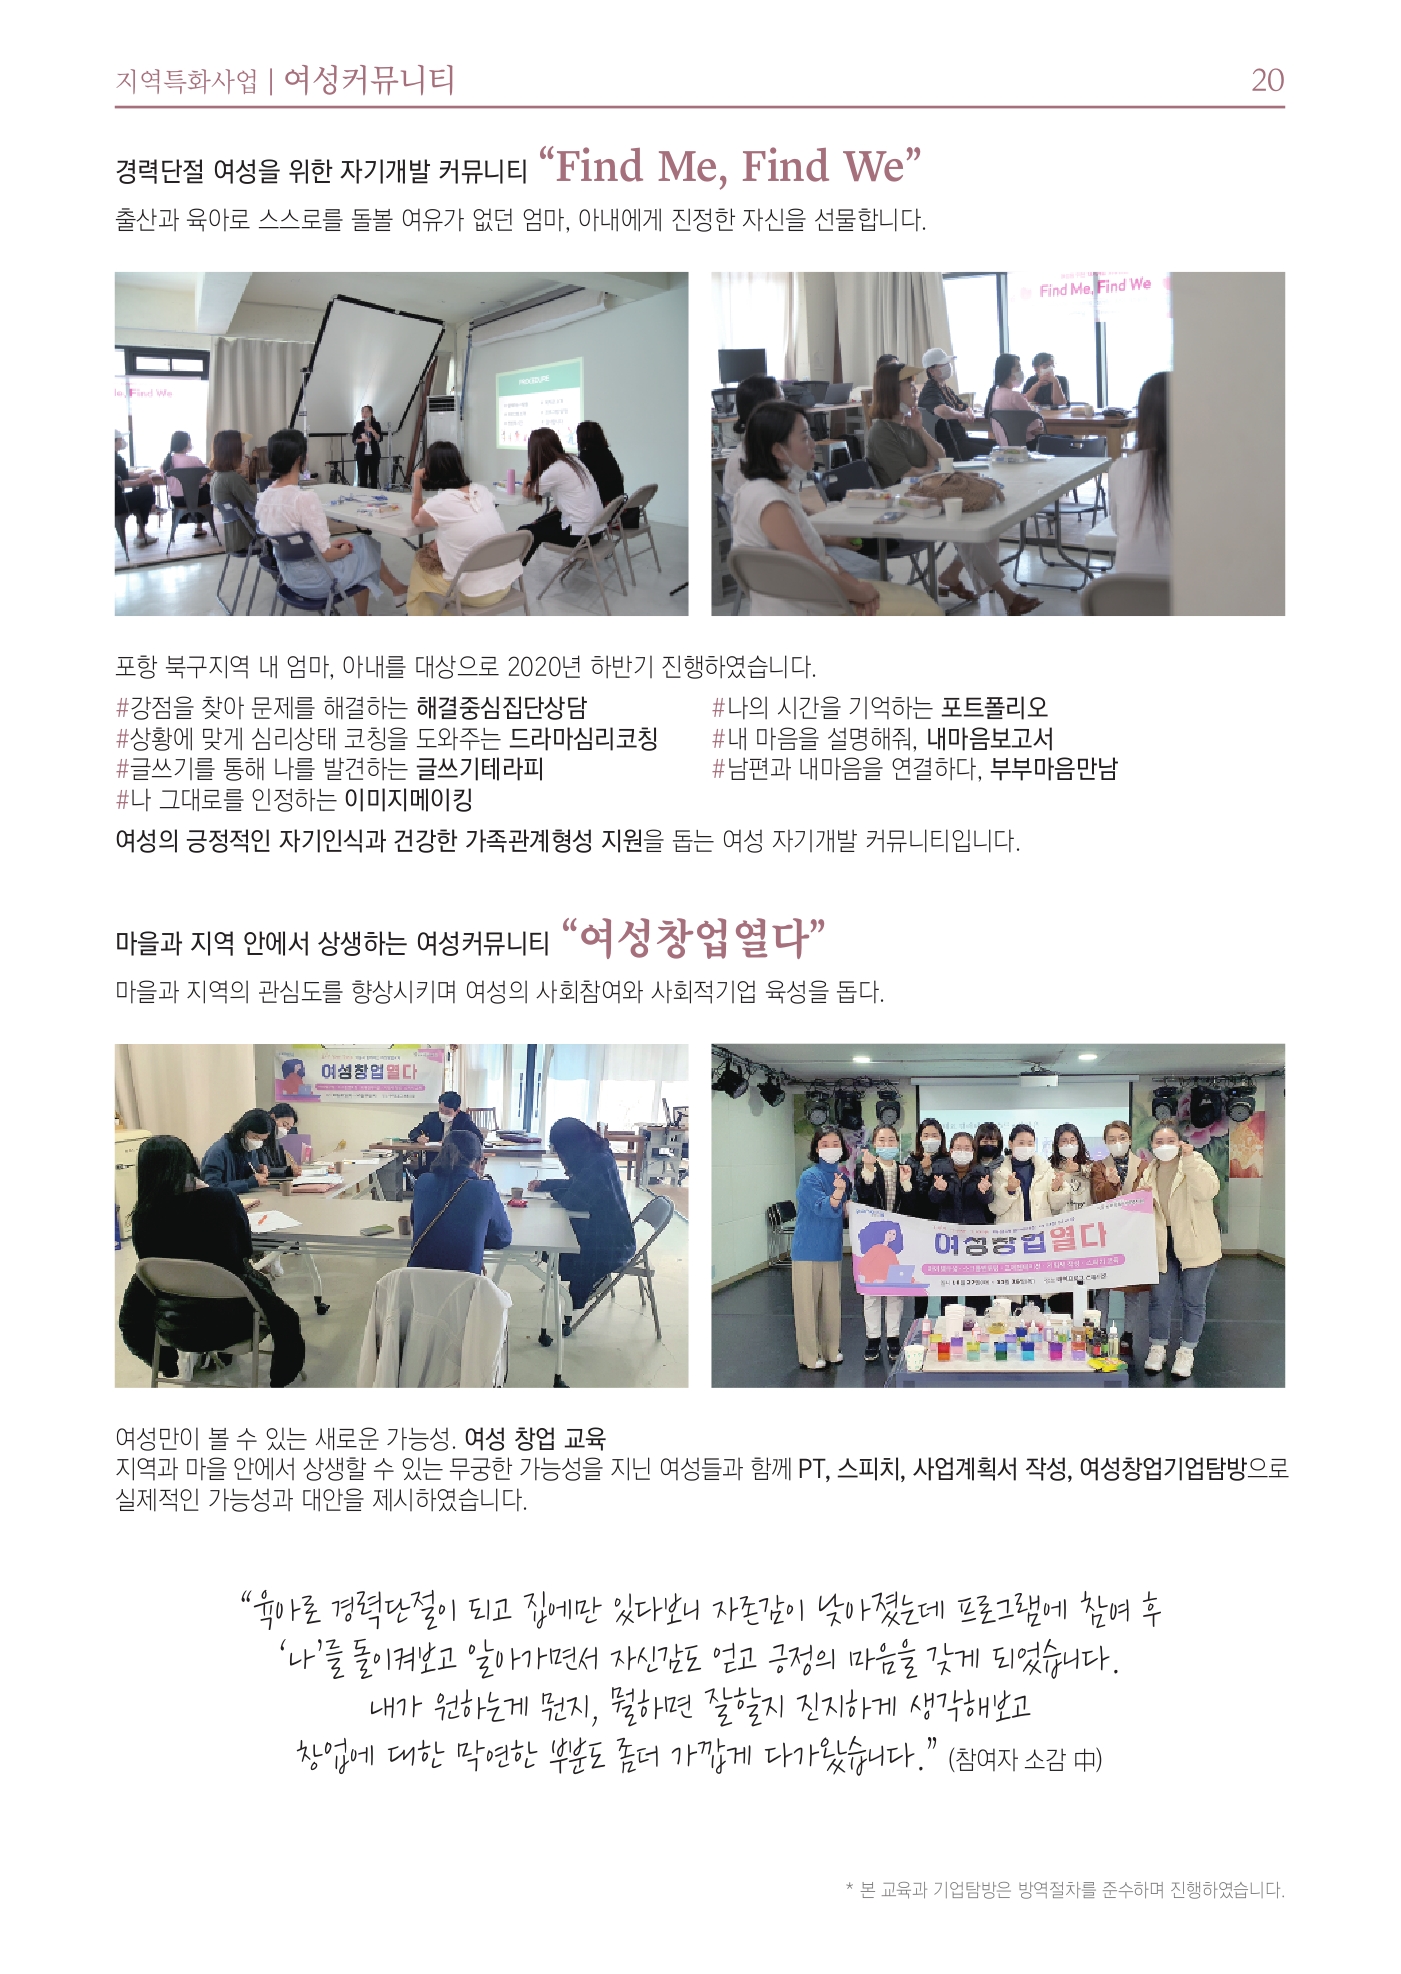 지역특화사업 | 여성커뮤니티
20
경력단절 여성을 위한 자기개발 커뮤니티 “Find Me, Find We”
출산과 육아로 스스로를 돌볼 여유가 없던 엄마, 아내에게 진정한 자신을 선물합니다.
Me, Find We
PROCEDURE
Find Me, Find We
포항 북구지역 내 엄마, 아내를 대상으로 2020년 하반기 진행하였습니다.
#강점을 찾아 문제를 해결하는 해결중심집단상담
#상황에 맞게 심리상태 코칭을 도와주는 드라마심리코칭
#글쓰기를 통해 나를 발견하는 글쓰기테라피
#나 그대로를 인정하는 이미지메이킹
#나의 시간을 기억하는 포트폴리오
#내 마음을 설명해줘, 내마음보고서
#남편과 내마음을 연결하다, 부부마음만남
여성의 긍정적인 자기인식과 건강한 가족관계형성 지원을 돕는 여성 자기개발 커뮤니티입니다.
마을과 지역 안에서 상생하는 여성커뮤니티 “여성창업열다”
마을과 지역의 관심도를 향상시키며 여성의 사회참여와 사회적기업 육성을 돕다.
여성창업열다
여성창업열다
여성만이 볼 수 있는 새로운 가능성. 여성 창업 교육
지역과 마을 안에서 상생할 수 있는 무궁한 가능성을 지닌 여성들과 함께 PT, 스피치, 사업계획서 작성, 여성창업기업탐방으로
실제적인 가능성과 대안을 제시하였습니다.
“육아로 경력단절이 되고 집에만 있다보니 자존감이 낮아졌는데 프로그램에 참여 후
‘나’를 돌이켜보고 알아가면서 자신감도 얻고 긍정의 마음을 갖게 되었습니다.
내가 원하는게 뭔지, 뭘하면 잘할지 진지하게 생각해보고
창업에 대한 막연한 부분도 좀더 가깝게 다가왔습니다.” (참여자 소감 中)
* 본 교육과 기업탐방은 방역절차를 준수하며 진행하였습니다.